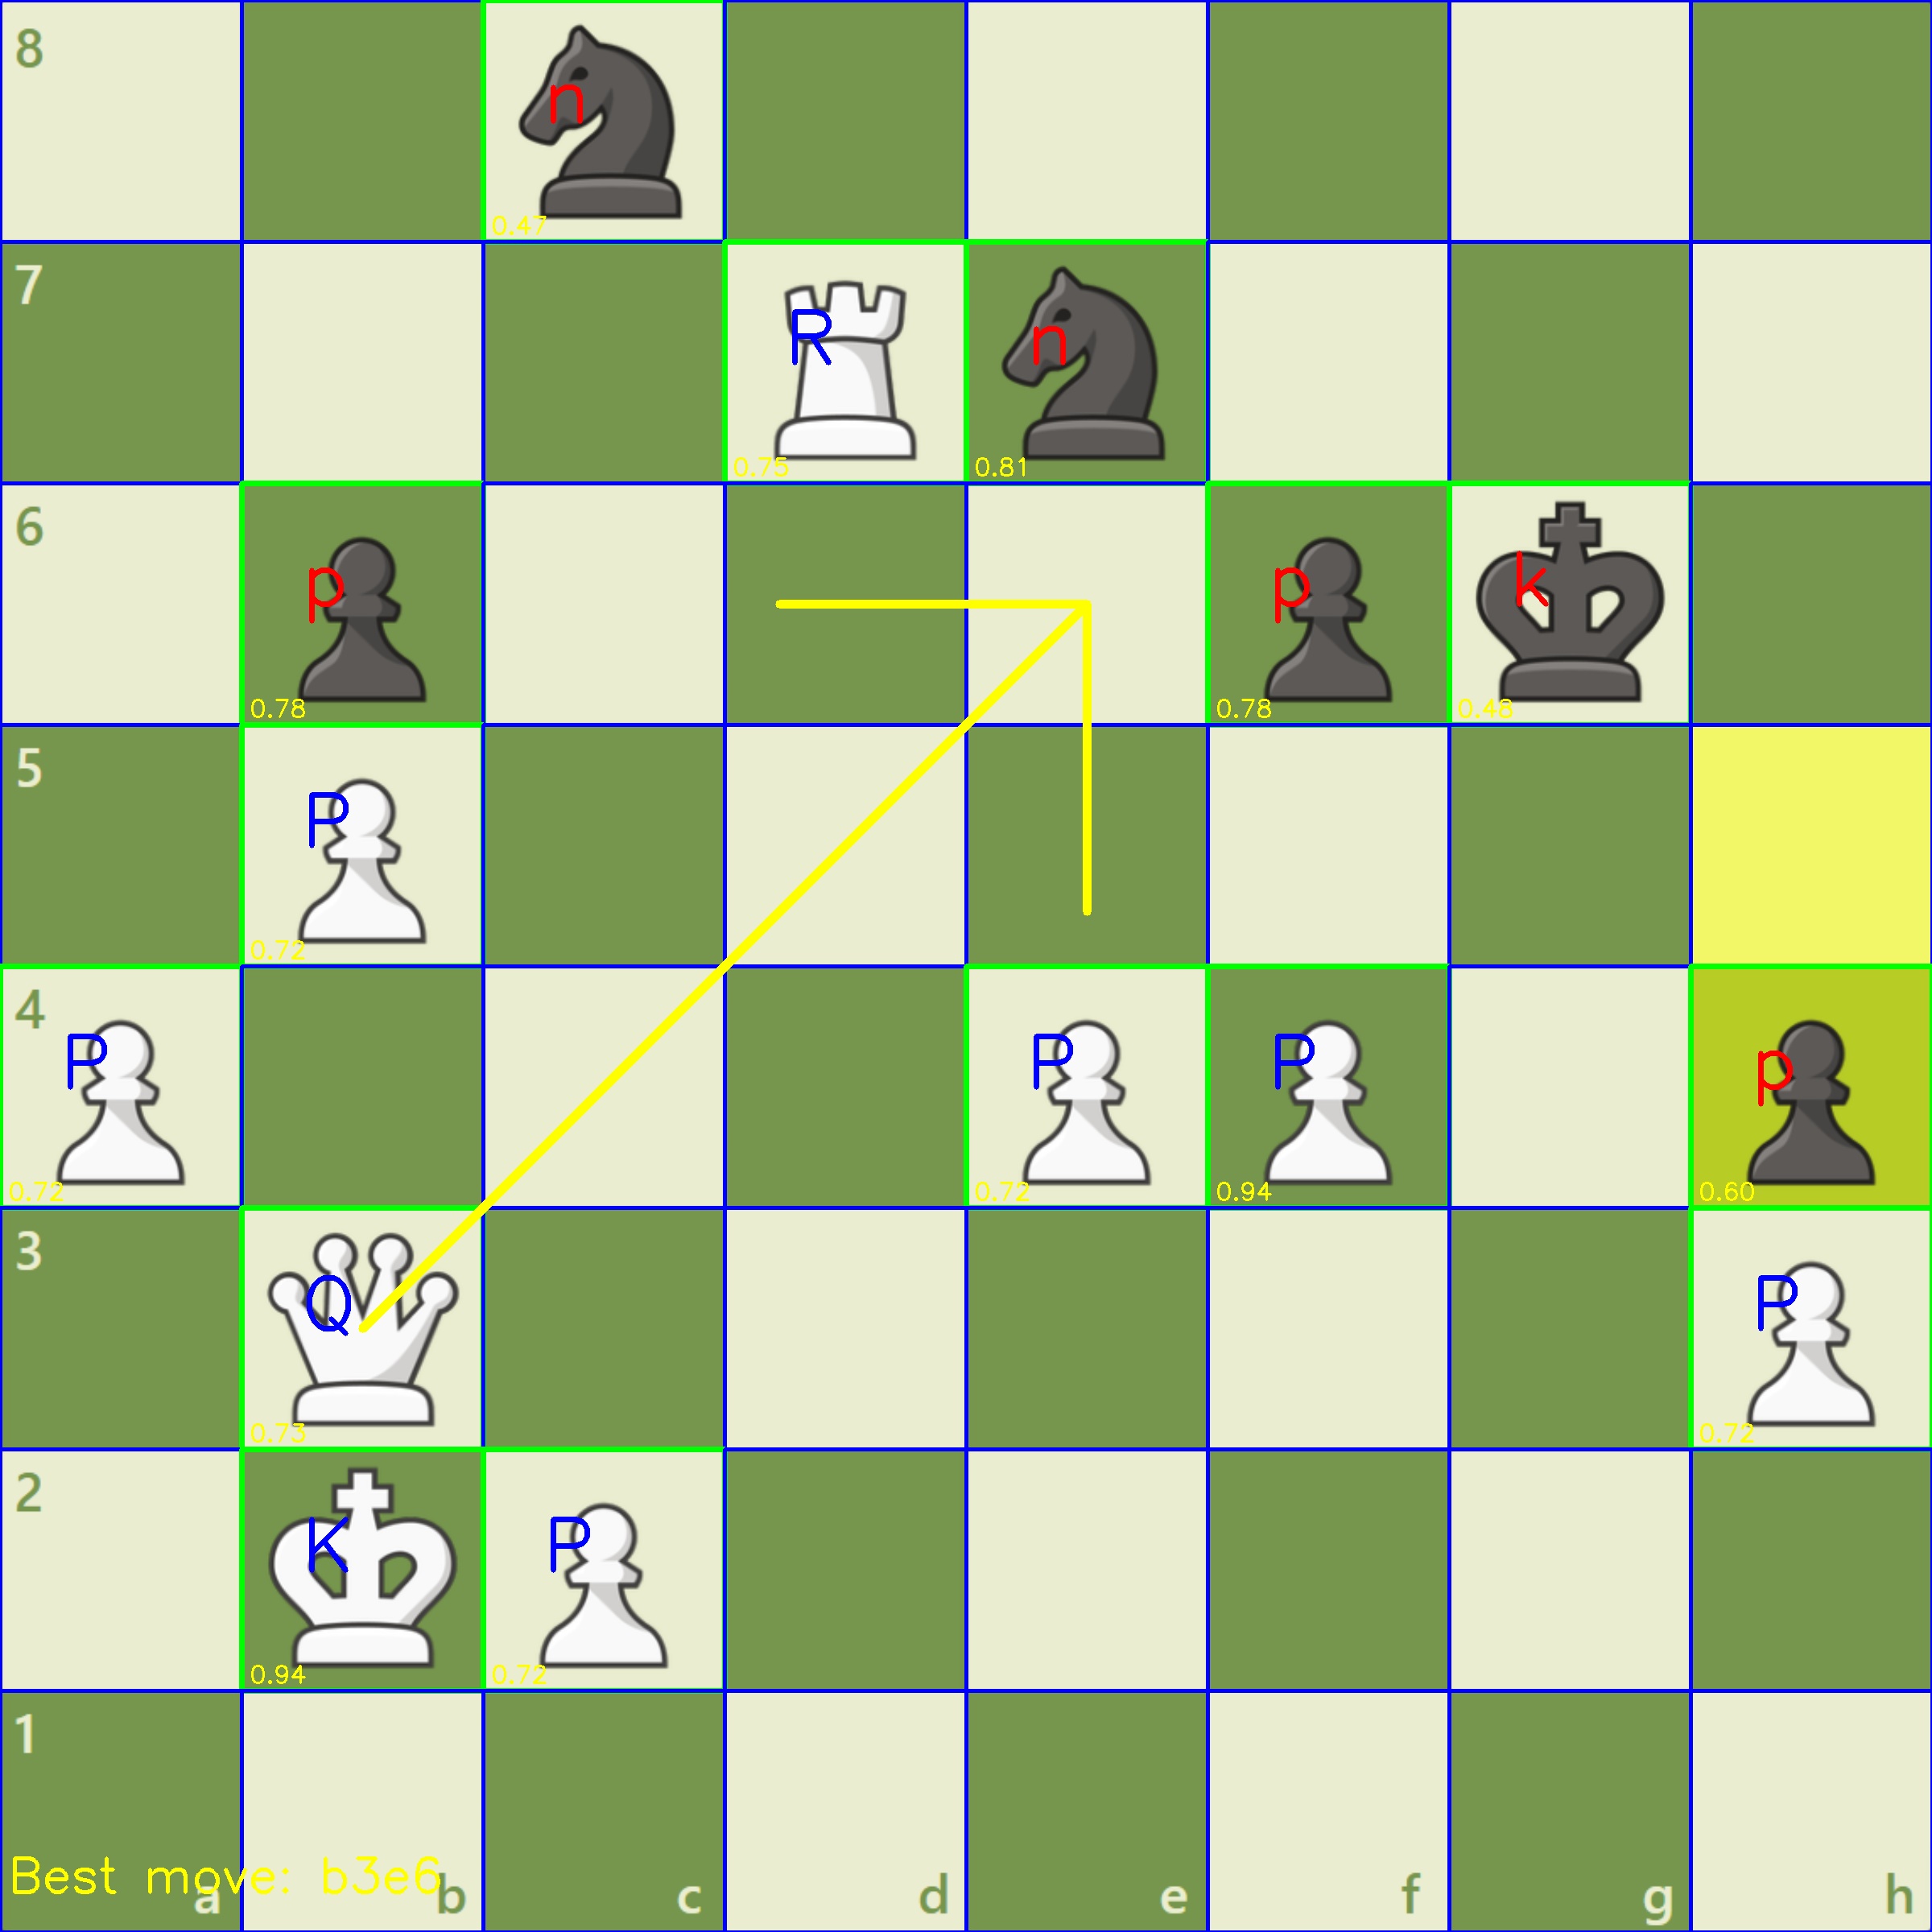 8
n
0.47
7
R n
0.75 0.81
6
p p k
0.78 0.78 0.48
5
P
0.72
4
P P P p
0.72 0.72 0.94 0.60
3
Q P
0.73 0.72
2
K P
0.94 0.72
1
Best move: b3e6
a b c d e f g h